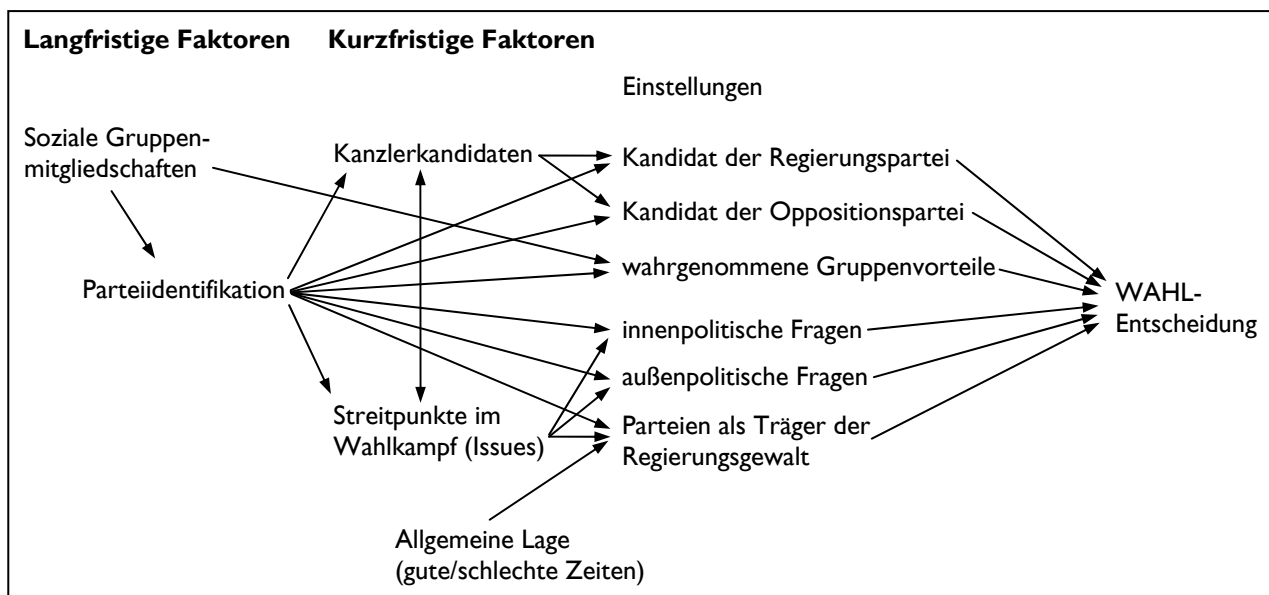 Langfristige Faktoren Kurzfristige Faktoren
Einstellungen
Soziale Gruppen-
mitgliedschaften
Kanzlerkandidaten
Kandidat der Regierungspartei
Kandidat der Oppositionspartei
wahrgenommene Gruppenvorteile
Parteiidentifikation
WAHL-
Entscheidung
innenpolitische Fragen
außenpolitische Fragen
Streitpunkte im
Wahlkampf (Issues)
Parteien als Träger der
Regierungsgewalt
Allgemeine Lage
(gute/schlechte Zeiten)